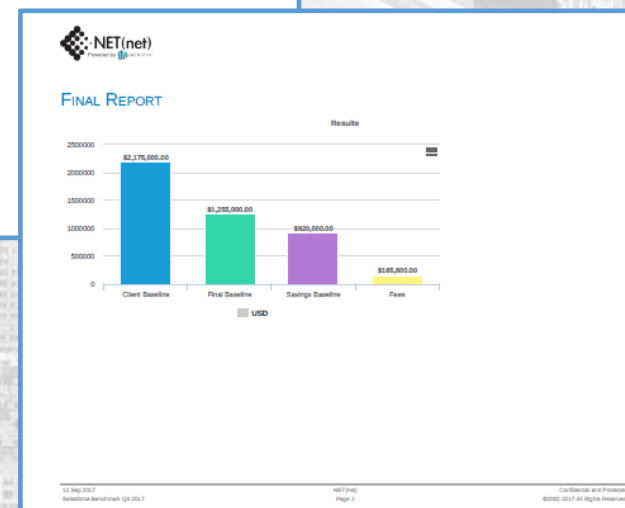 NET(net)
Powered by
FINAL REPORT
Results
2500000
2000000
1500000
1000000
500000
0
$2,175,000.00
$1,255,000.00
$920,000.00
$165,600.00
Client Baseline
Final Baseline
Savings Baseline
Fees
USD
12 Sep 2017
Salesforce Benchmark Q3 2017
NET(net)
Page 2
Confidential and
©2002-2017 All Rights